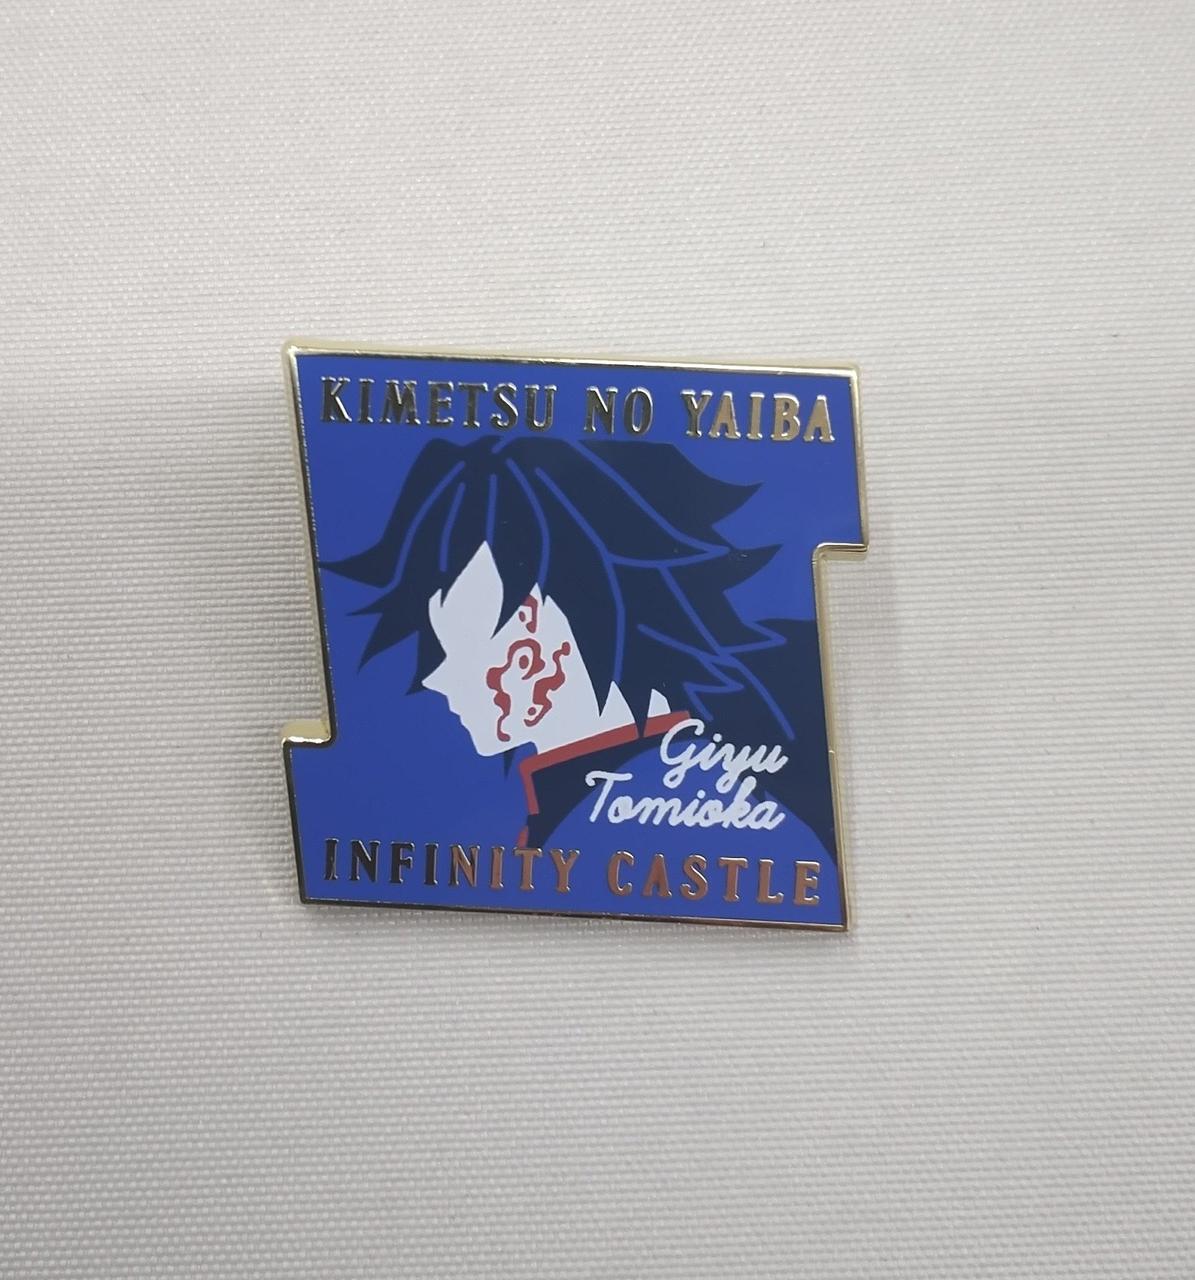 KIMETSU NO YAIBA
Giyu
Tomioka
INFINITY CASTLE